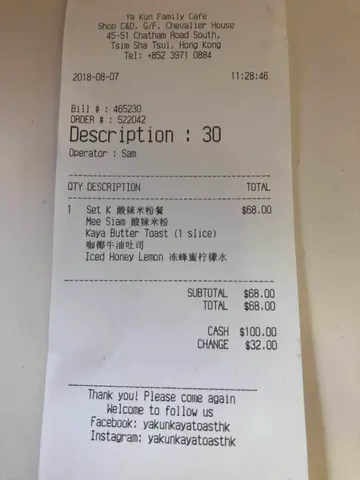 Ya Kun Family Cafe
Shop C&D, G/F, Chevalier House
45-51 Chatham Road South,
Tsim Sha Tsui, Hong Kong
Tel: +852 3971 0884
2018-08-07 11:28:46
Bill # : 465230
ORDER # : 522042
Description : 30
Operator : Sam
QTY DESCRIPTION TOTAL
1 Set K 酸辣米粉餐 $68.00
Mee Siam 酸辣米粉
Kaya Butter Toast (1 slice)
咖椰牛油吐司
Iced Honey Lemon 冻蜂蜜柠檬水
SUBTOTAL $68.00
TOTAL $68.00
CASH $100.00
CHANGE $32.00
Thank you! Please come again
Welcome to follow us
Facebook: yakunkayatoasthk
Instagram: yakunkayatoasthk